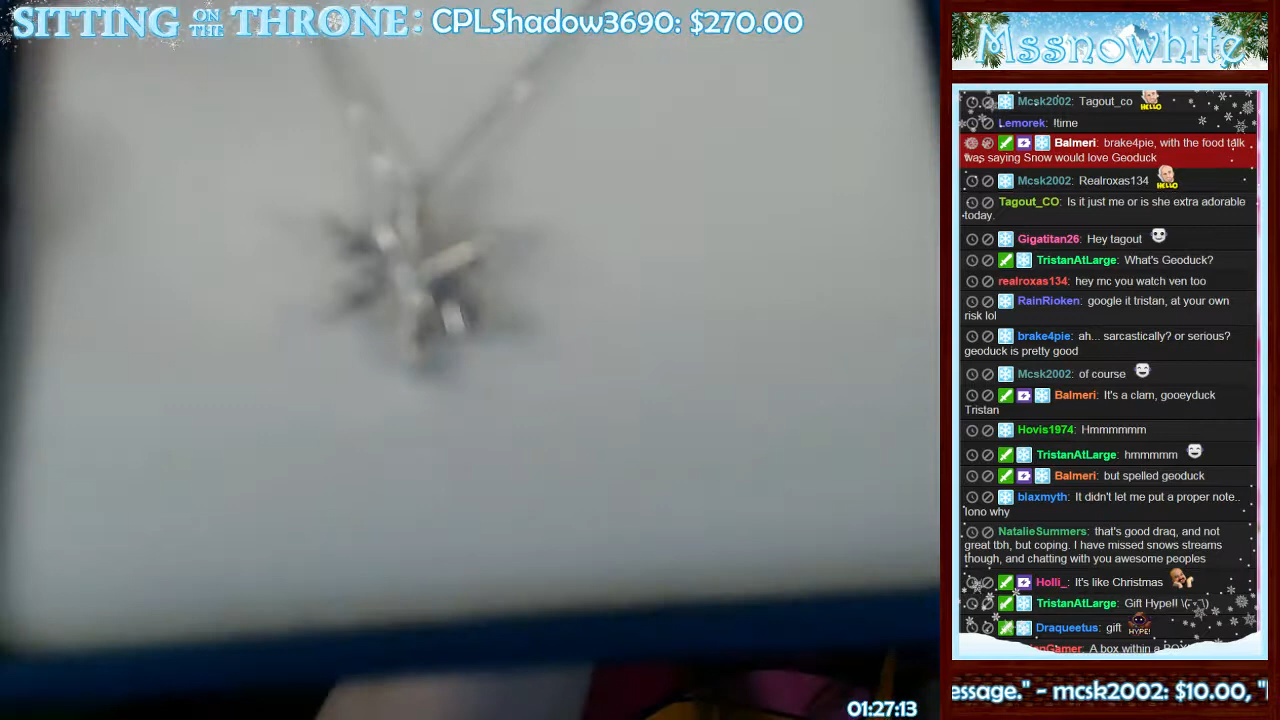 SITTING ON THE THRONE: CPLShadow3690: $270.00
Mssnowhite
Mcsk2002: Tagout_co
HELLO
Lemorek: !time
Balmeri: brake4pie, with the food talk
was saying Snow would love Geoduck
Mcsk2002: Realroxas134
HELLO
Tagout_CO: Is it just me or is she extra adorable
today.
Gigatitan26: Hey tagout
TristanAtLarge: What's Geoduck?
realroxas134: hey mc you watch ven too
RainRioken: google it tristan, at your own
risk lol
brake4pie: ah... sarcastically? or serious?
geoduck is pretty good
Mcsk2002: of course
Balmeri: It's a clam, gooeyduck
Tristan
Hovis1974: Hmmmmmm
TristanAtLarge: hmmmmm
Balmeri: but spelled geoduck
blaxmyth: It didn't let me put a proper note..
Iono why
NatalieSummers: that's good draq, and not
great tbh, but coping. I have missed snows streams
though, and chatting with you awesome peoples
Holli_: It's like Christmas
TristanAtLarge: Gift Hype!!
Draqueetus: gift
HYPE!
Gamer: A box within a
essage." - mcsk2002: $10.00, "
01:27:13